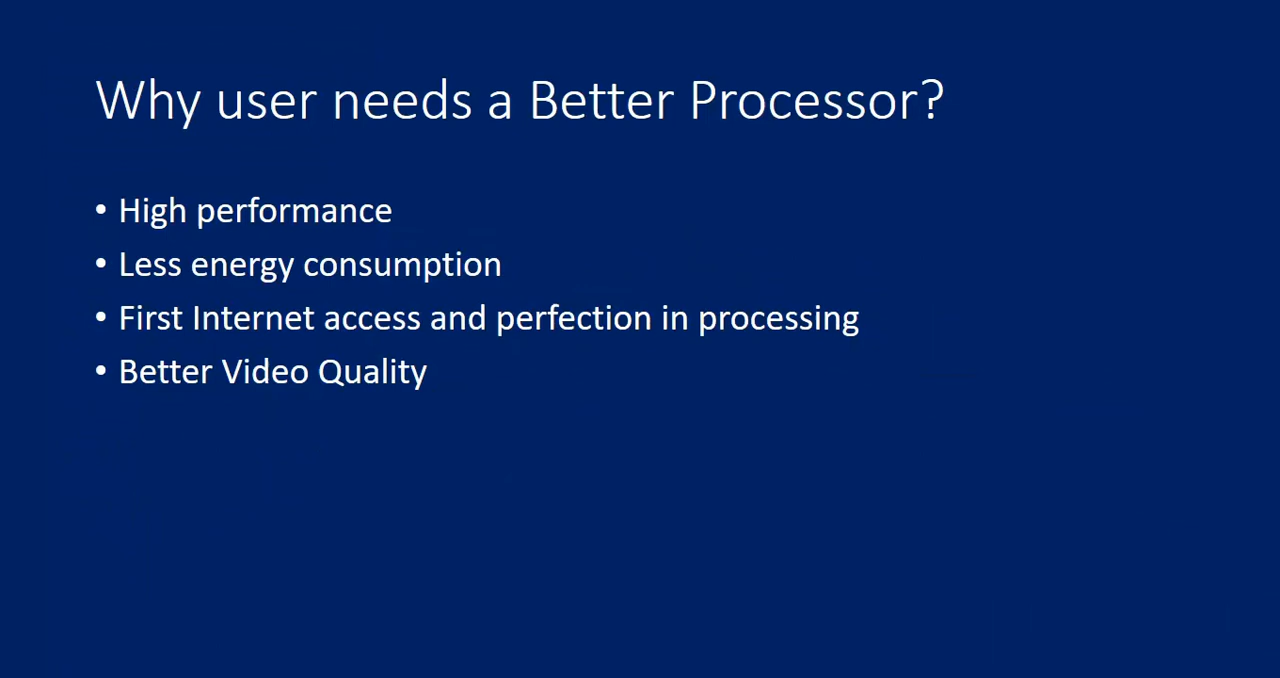 Why user needs a Better Processor?
• High performance
• Less energy consumption
• First Internet access and perfection in processing
• Better Video Quality